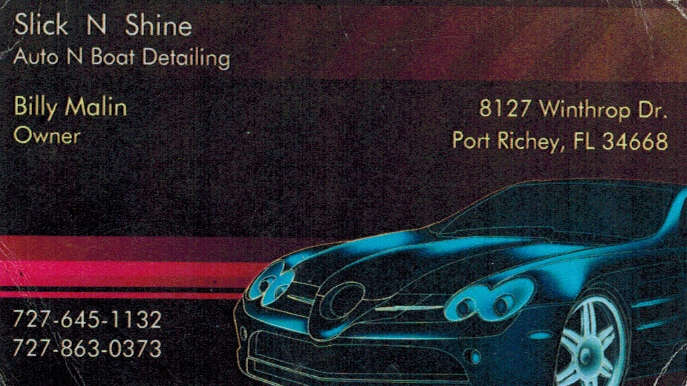 Slick N Shine
Auto N Boat Detailing
Billy Malin
Owner
8127 Winthrop Dr.
Port Richey, FL 34668
727-645-1132
727-863-0373